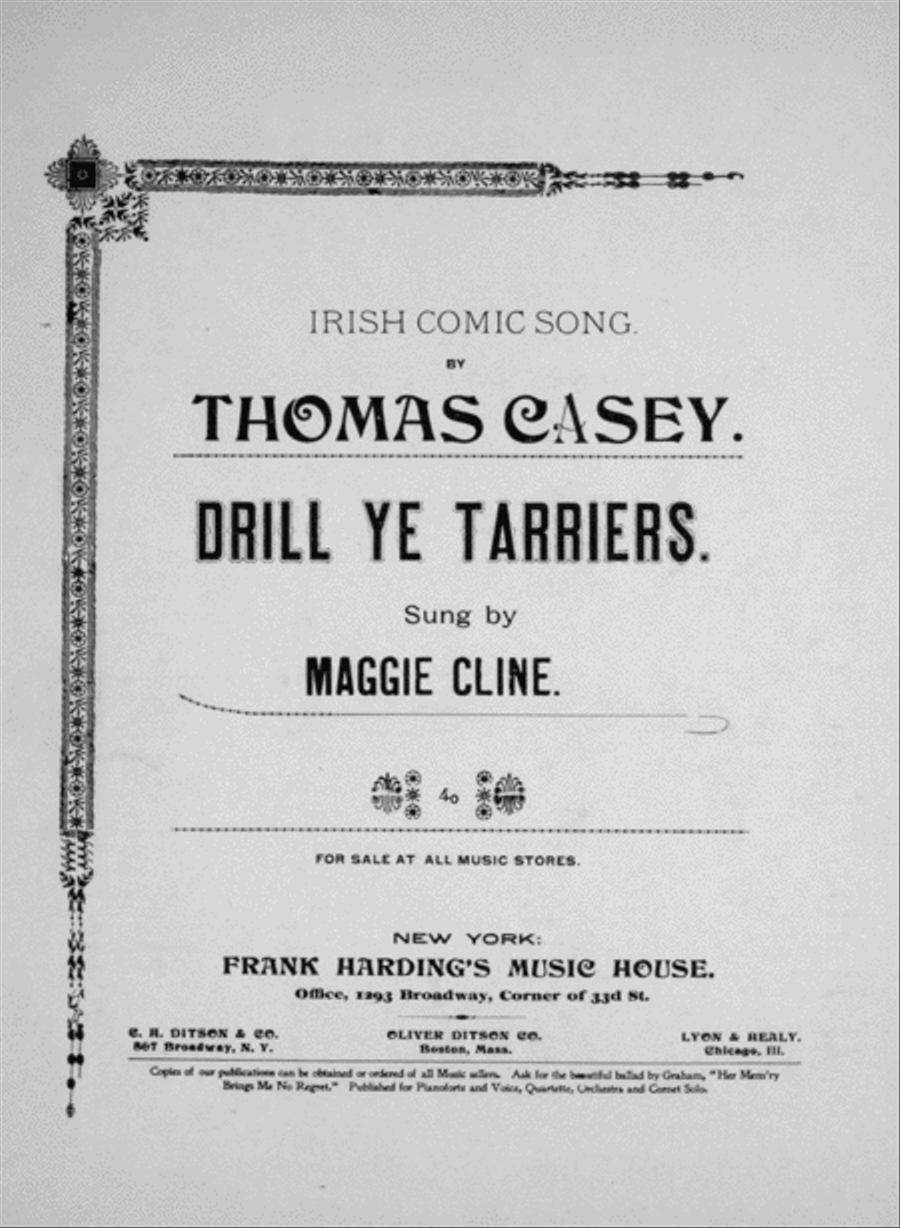 IRISH COMIC SONG.
BY
THOMAS CASEY.
DRILL YE TARRIERS.
Sung by
MAGGIE CLINE.
40
FOR SALE AT ALL MUSIC STORES.
NEW YORK:
FRANK HARDING'S MUSIC HOUSE.
Office, 1293 Broadway, Corner of 33d St.
C. H. DITSON & CO.
867 Broadway, N. Y.
OLIVER DITSON CO.
Boston, Mass.
LYON & HEALY.
Chicago, Ill.
Copies of our publications can be obtained or ordered of all Music sellers. Ask for the beautiful ballad by Graham, "Her Mem'ry
Brings Me No Regret." Published for Pianoforte and Voice, Quartette, Orchestra and Cornet Solo.